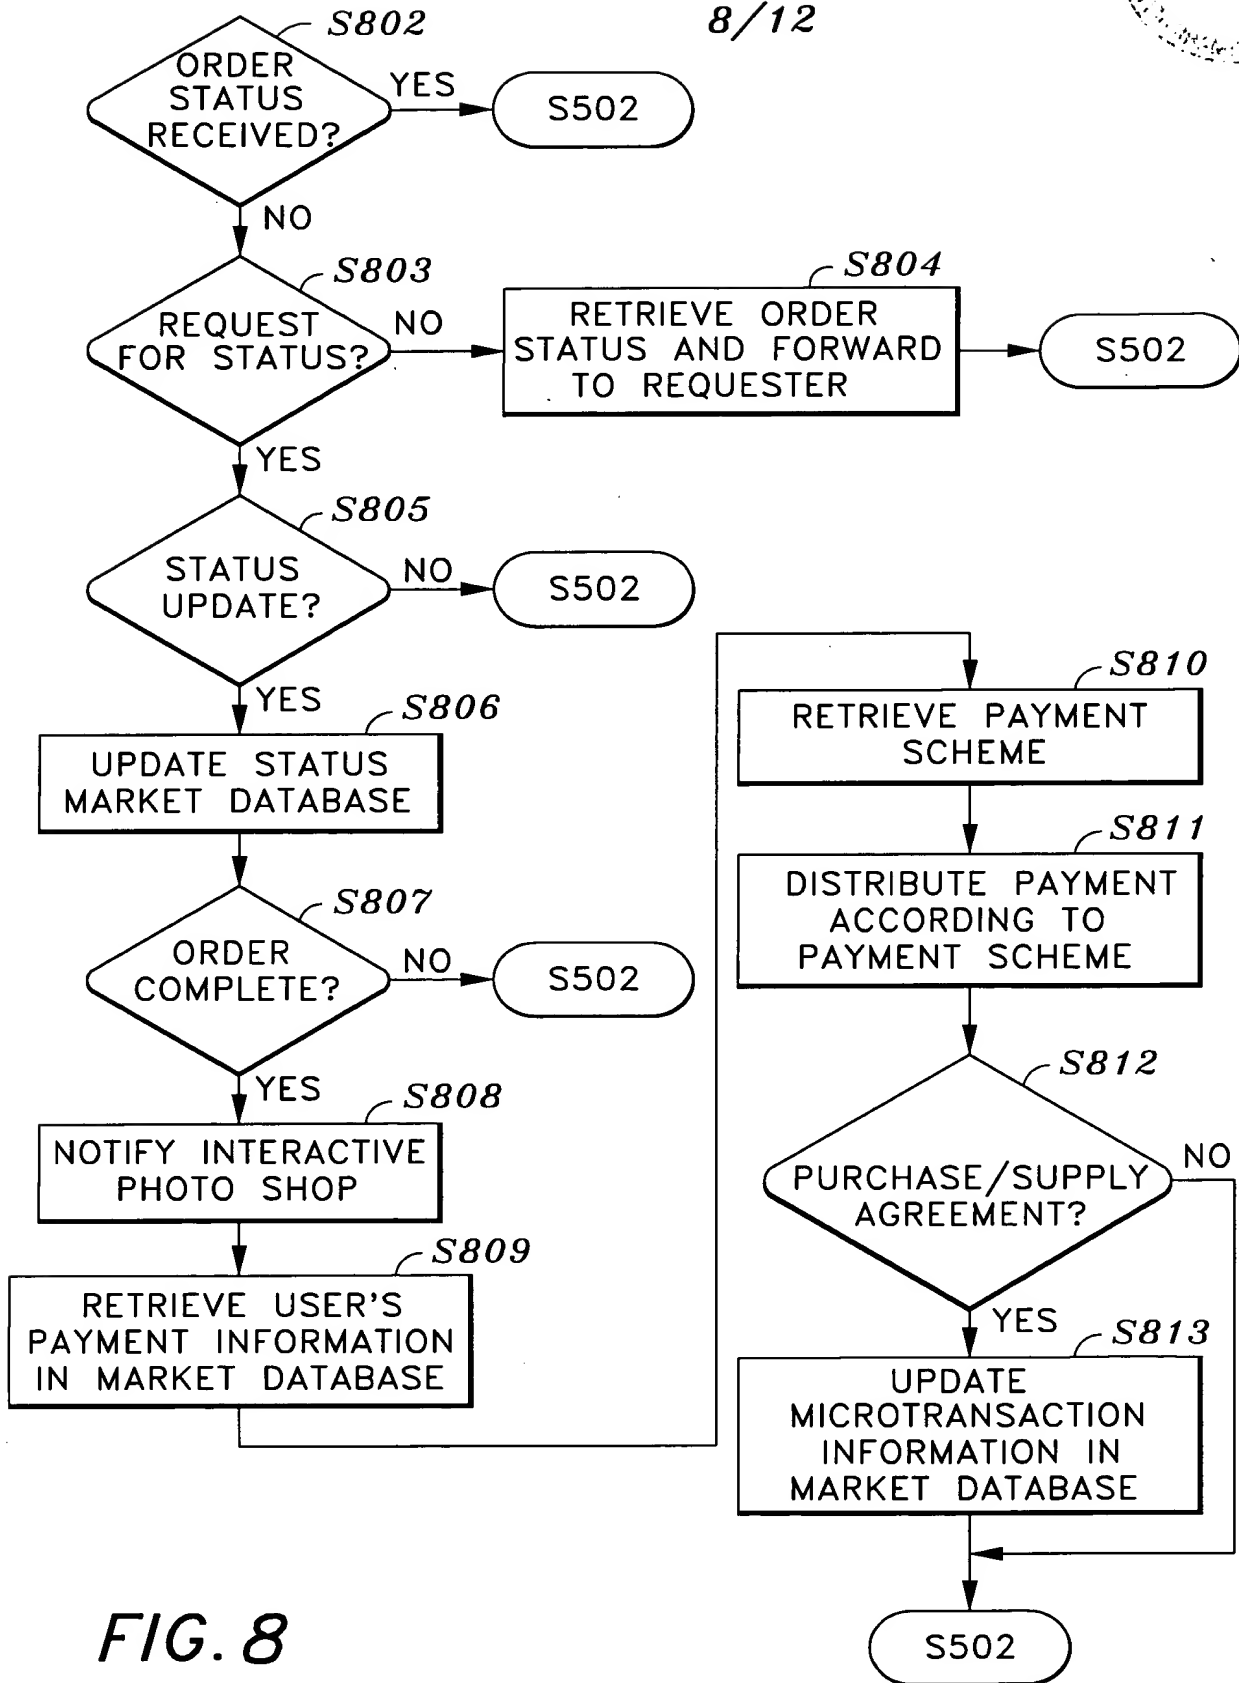 8/12
S802
ORDER
STATUS
RECEIVED?
YES
S502
NO
S803
REQUEST
FOR STATUS?
NO
S804
RETRIEVE ORDER
STATUS AND FORWARD
TO REQUESTER
S502
YES
S805
STATUS
UPDATE?
NO
S502
YES
S806
UPDATE STATUS
MARKET DATABASE
S807
ORDER
COMPLETE?
NO
S502
YES
S808
NOTIFY INTERACTIVE
PHOTO SHOP
S809
RETRIEVE USER'S
PAYMENT INFORMATION
IN MARKET DATABASE
S810
RETRIEVE PAYMENT
SCHEME
S811
DISTRIBUTE PAYMENT
ACCORDING TO
PAYMENT SCHEME
S812
PURCHASE/SUPPLY
AGREEMENT?
NO
YES
S813
UPDATE
MICROTRANSACTION
INFORMATION IN
MARKET DATABASE
S502
FIG. 8